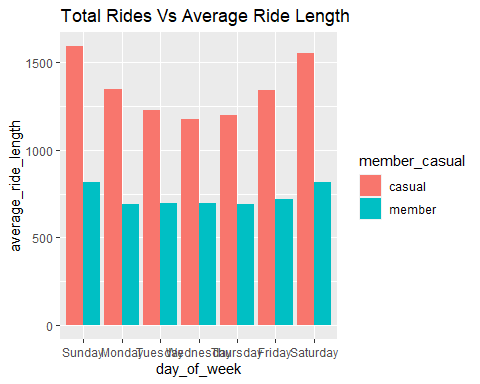 Total Rides Vs Average Ride Length
1500
1000
500
0
average_ride_length
Sunday Monday Tuesday Wednesday Thursday Friday Saturday
day_of_week
member_casual
casual
member